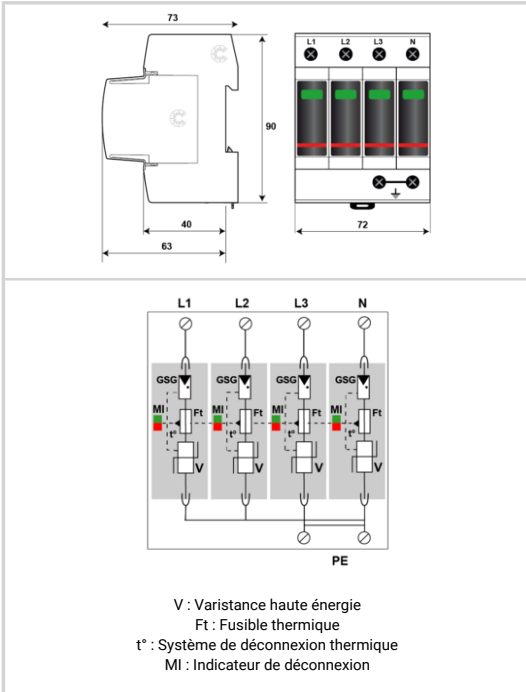 73
L1 L2 L3 N
C
C
90
40
63
72
L1 L2 L3 N
GSG GSG GSG GSG
MI Ft MI Ft MI Ft MI Ft
t° t° t° t°
V V V V
PE
V : Varistance haute énergie
Ft : Fusible thermique
t° : Système de déconnexion thermique
MI : Indicateur de déconnexion